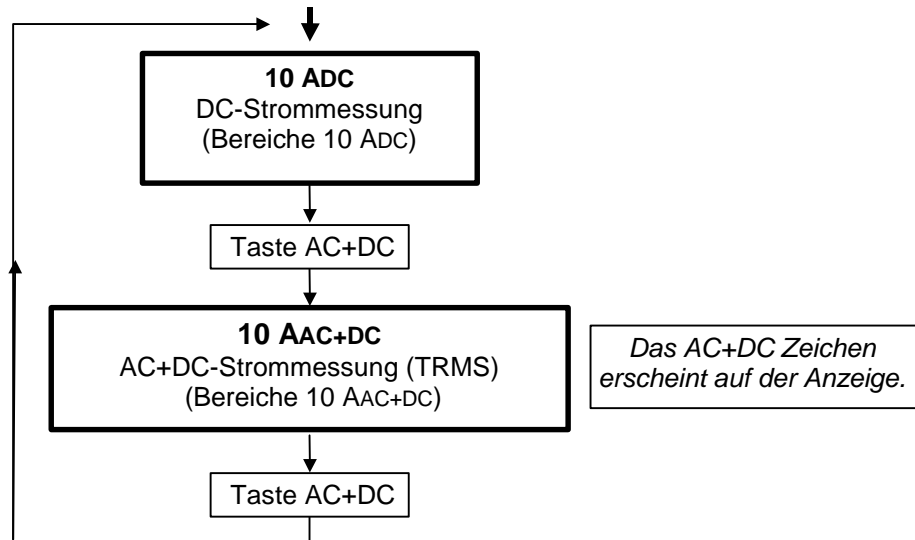 10 ADC
DC-Strommessung
(Bereiche 10 ADC)
Taste AC+DC
10 AAC+DC
AC+DC-Strommessung (TRMS)
(Bereiche 10 AAC+DC)
Das AC+DC Zeichen
erscheint auf der Anzeige.
Taste AC+DC